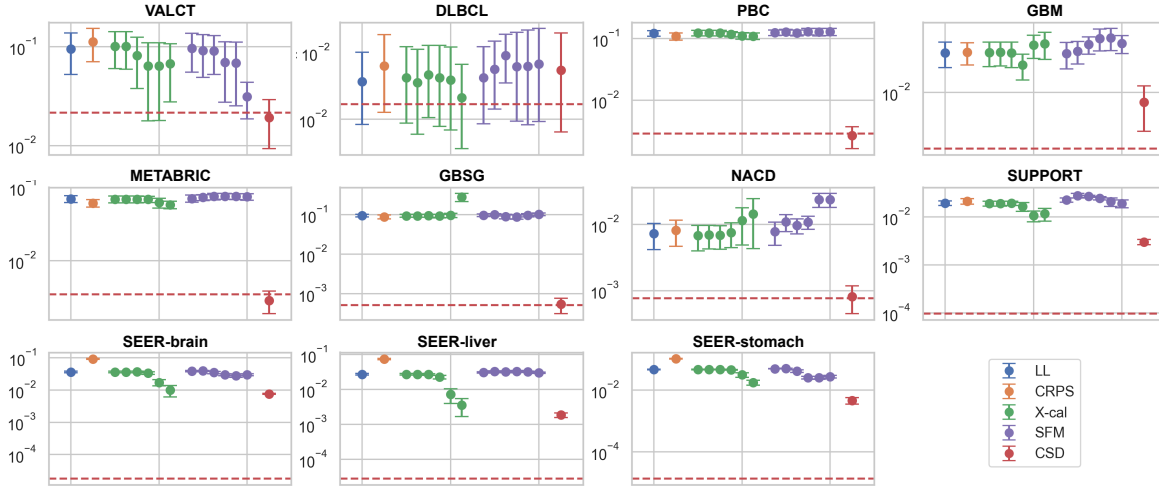 VALCT
DLBCL
PBC
GBM
10⁻¹
10⁻²
10⁻²
10⁻²
10⁻¹
10⁻²
10⁻³
10⁻²
METABRIC
GBSG
NACD
SUPPORT
10⁻¹
10⁻²
10⁻¹
10⁻³
10⁻²
10⁻³
10⁻²
10⁻³
10⁻⁴
SEER-brain
SEER-liver
SEER-stomach
10⁻¹
10⁻²
10⁻³
10⁻⁴
10⁻¹
10⁻²
10⁻³
10⁻⁴
10⁻²
10⁻⁴
LL
CRPS
X-cal
SFM
CSD